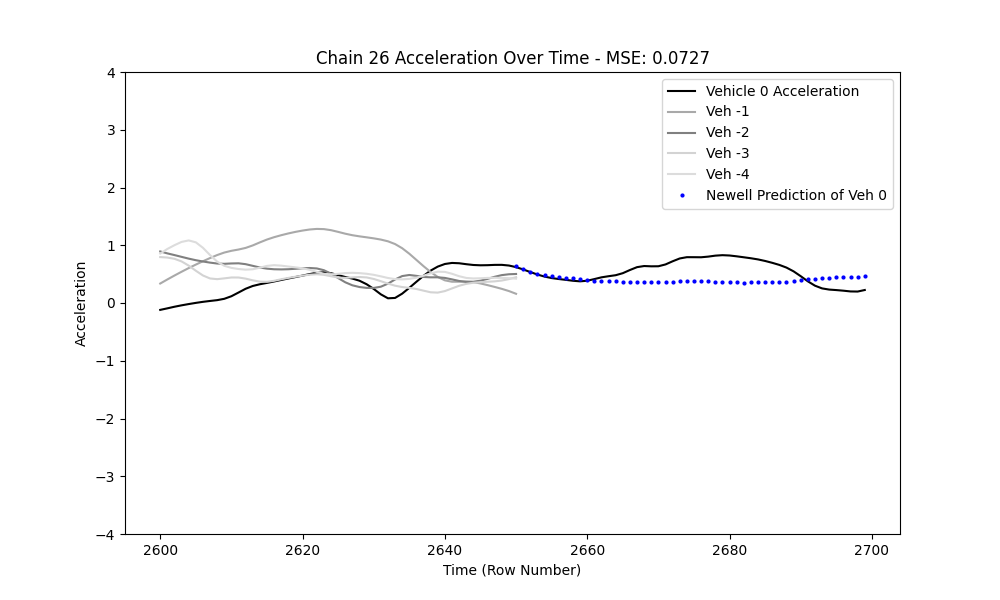 Chain 26 Acceleration Over Time - MSE: 0.0727
4
3
2
1
0
−1
−2
−3
−4
Acceleration
Vehicle 0 Acceleration
Veh -1
Veh -2
Veh -3
Veh -4
Newell Prediction of Veh 0
2600 2620 2640 2660 2680 2700
Time (Row Number)